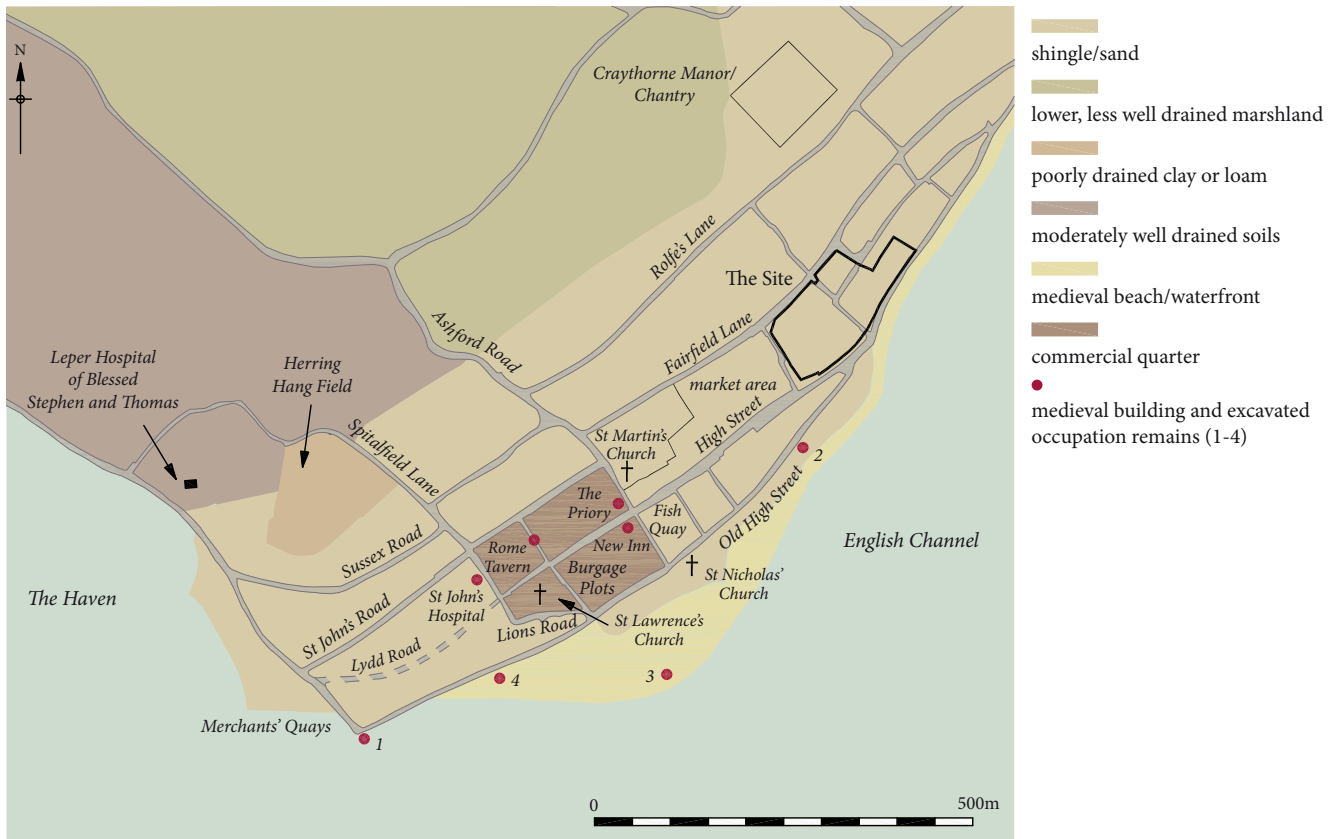 N
Craythorne Manor/
Chantry
Rolfe's Lane
The Site
Ashford Road
Fairfield Lane
Leper Hospital
of Blessed
Stephen and Thomas
Herring
Hang Field
market area
High Street
Spitalfield Lane
St Martin's
Church
2
The
Priory
Fish
Quay
Old High Street
English Channel
Sussex Road
Rome
Tavern
New Inn
Burgage
Plots
The Haven
St John's
Hospital
St Nicholas'
Church
St John's Road
Lions Road
St Lawrence's
Church
Lydd Road
4
3
Merchants' Quays
1
0
500m
shingle/sand
lower, less well drained marshland
poorly drained clay or loam
moderately well drained soils
medieval beach/waterfront
commercial quarter
medieval building and excavated
occupation remains (1-4)